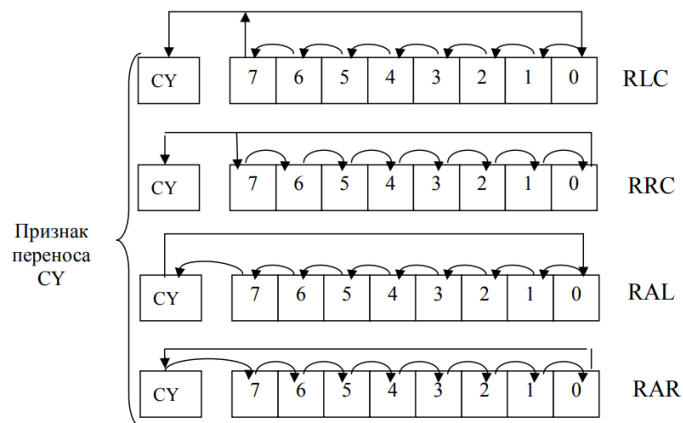 CY 7 6 5 4 3 2 1 0 RLC
CY 7 6 5 4 3 2 1 0 RRC
Признак
переноса
CY
CY 7 6 5 4 3 2 1 0 RAL
CY 7 6 5 4 3 2 1 0 RAR